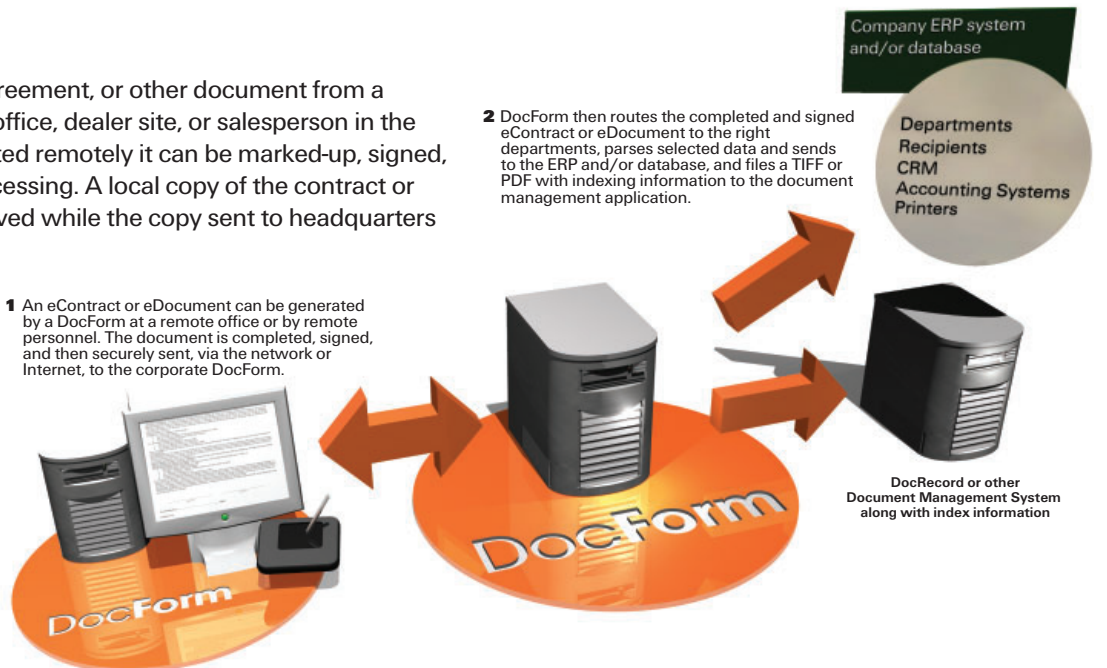 Company ERP system
and/or database
Departments
Recipients
CRM
Accounting Systems
Printers
reement, or other document from a
office, dealer site, or salesperson in the
ted remotely it can be marked-up, signed,
cessing. A local copy of the contract or
ved while the copy sent to headquarters
2 DocForm then routes the completed and signed
eContract or eDocument to the right
departments, parses selected data and sends
to the ERP and/or database, and files a TIFF or
PDF with indexing information to the document
management application.
1 An eContract or eDocument can be generated
by a DocForm at a remote office or by remote
personnel. The document is completed, signed,
and then securely sent, via the network or
Internet, to the corporate DocForm.
DocRecord or other
Document Management System
along with index information
DocForm
DocForm